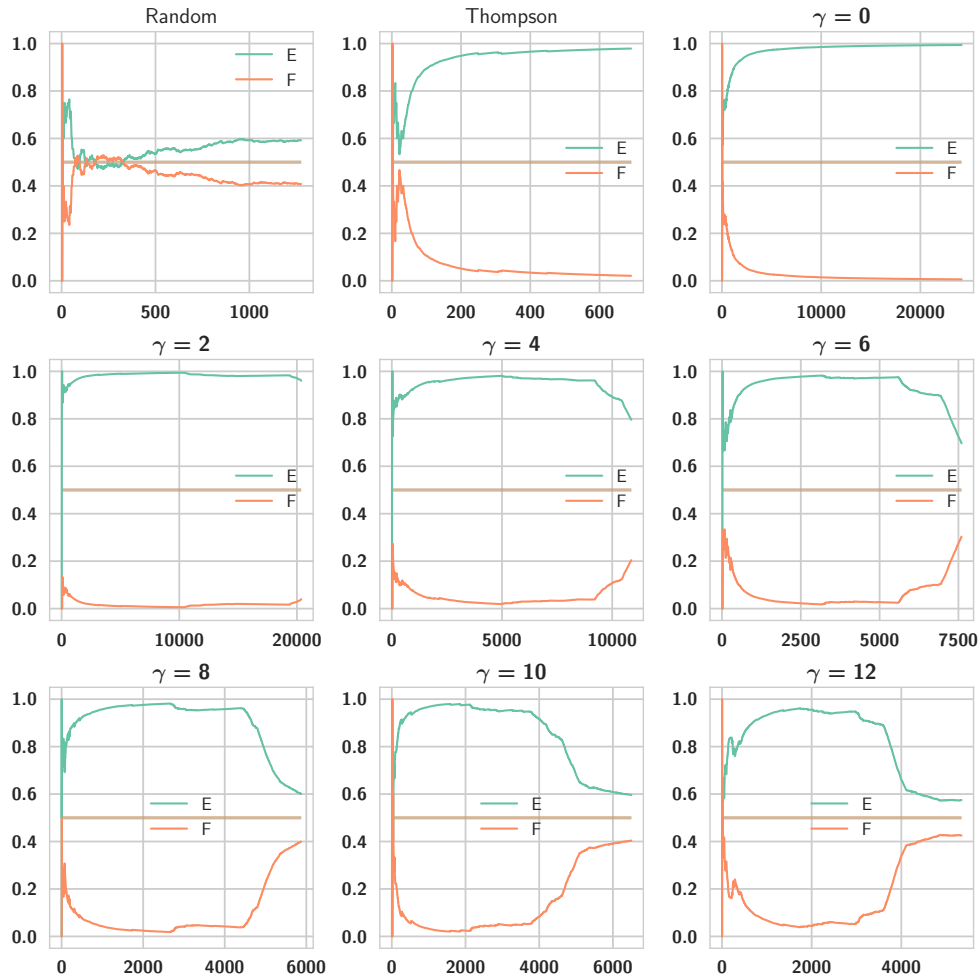 Random
1.0
0.8
0.6
0.4
0.2
0.0
E
F
0 500 1000
Thompson
1.0
0.8
0.6
0.4
0.2
0.0
E
F
0 200 400 600
γ = 0
1.0
0.8
0.6
0.4
0.2
0.0
E
F
0 10000 20000
γ = 2
1.0
0.8
0.6
0.4
0.2
0.0
E
F
0 10000 20000
γ = 4
1.0
0.8
0.6
0.4
0.2
0.0
E
F
0 5000 10000
γ = 6
1.0
0.8
0.6
0.4
0.2
0.0
E
F
0 2500 5000 7500
γ = 8
1.0
0.8
0.6
0.4
0.2
0.0
E
F
0 2000 4000 6000
γ = 10
1.0
0.8
0.6
0.4
0.2
0.0
E
F
0 2000 4000 6000
γ = 12
1.0
0.8
0.6
0.4
0.2
0.0
E
F
0 2000 4000